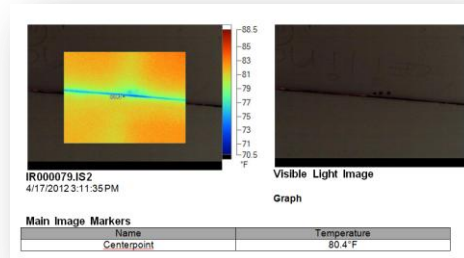 88.5
85
83
81
79
77
75
73
71
70.5
°F
IR000079.IS2
4/17/2012 3:11:35 PM
Visible Light Image
Graph
Main Image Markers
Name Temperature
Centerpoint 80.4°F